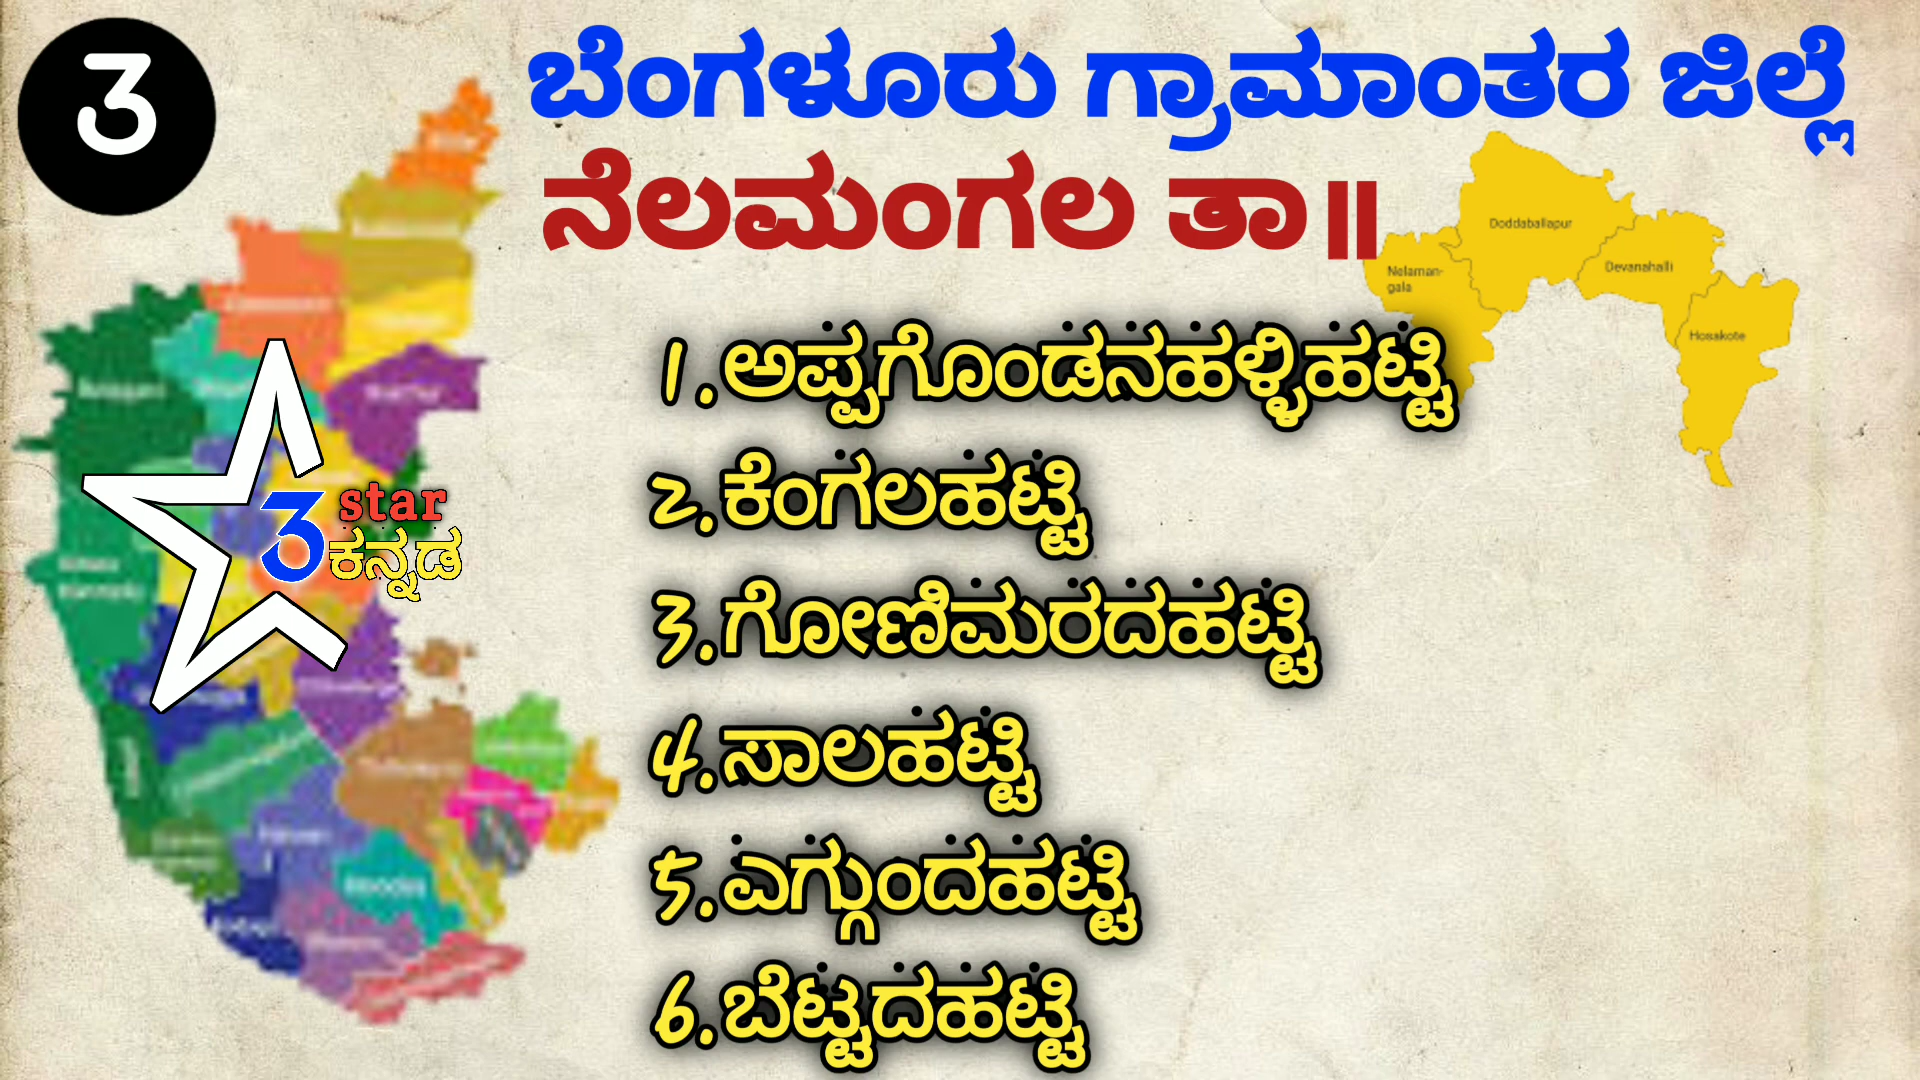 3
ಬೆಂಗಳೂರು ಗ್ರಾಮಾಂತರ ಜಿಲ್ಲೆ
ನೆಲಮಂಗಲ ತಾ||
Doddaballapur
Devanahalli
Nelaman-
gala
Hosakote
1.ಅಪ್ಪಗೊಂಡನಹಳ್ಳಿಹಟ್ಟಿ
2.ಕೆಂಗಲಹಟ್ಟಿ
3.ಗೋಣಿಮರದಹಟ್ಟಿ
4.ಸಾಲಹಟ್ಟಿ
5.ಎಗ್ಗುಂದಹಟ್ಟಿ
6.ಬೆಟ್ಟದಹಟ್ಟಿ
3 star
ಕನ್ನಡ